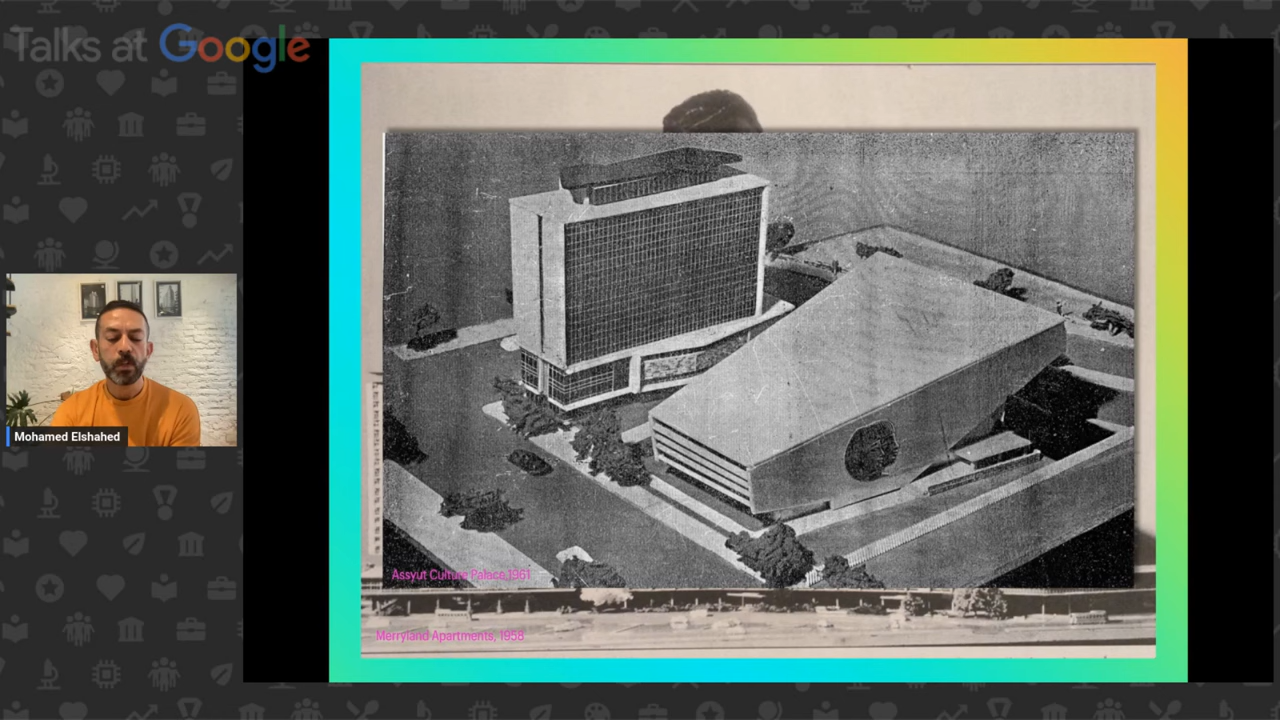 Talks at Google
Mohamed Elshahed
Assyut Culture Palace, 1961
Merryland Apartments, 1958